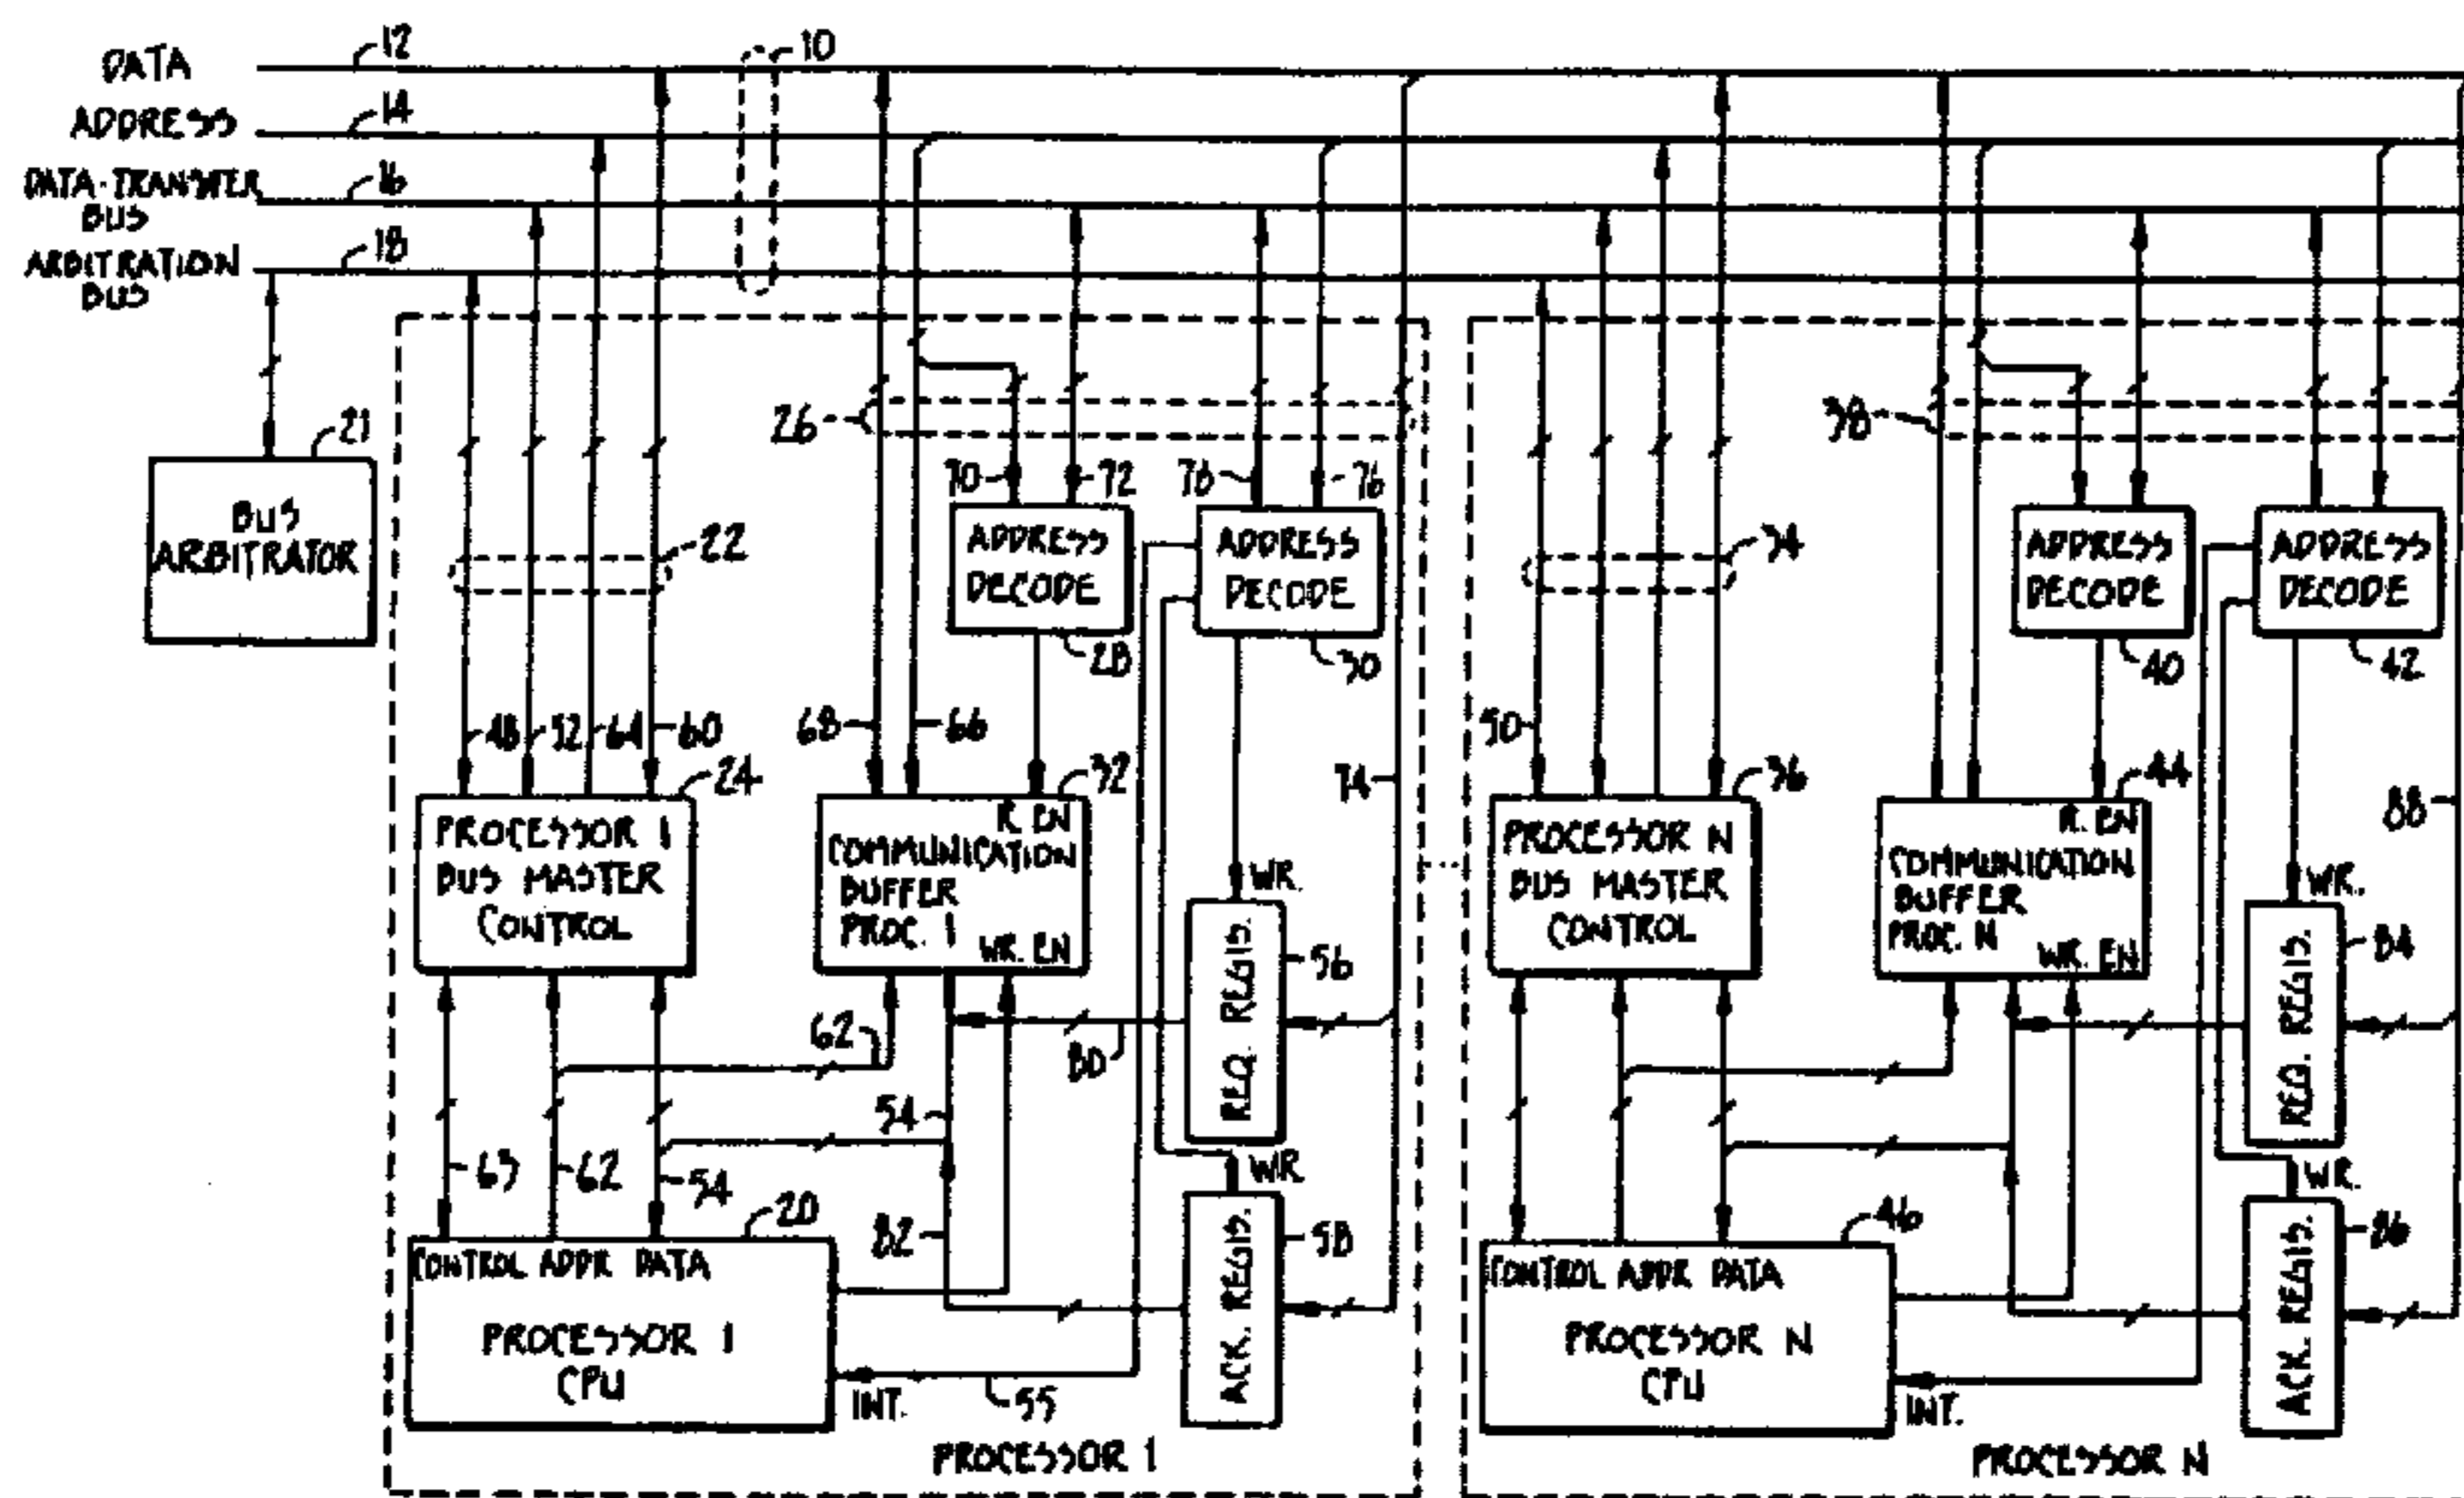 DATA
12
10
ADDRESS
14
DATA-TRANSFER
BUS
16
ARBITRATION
BUS
18
21
BUS
ARBITRATOR
22
26
70
72
76
76
34
38
ADDRESS
DECODE
28
ADDRESS
DECODE
30
ADDRESS
DECODE
40
ADDRESS
DECODE
42
48
52
64
60
68
66
74
50
88
24
PROCESSOR 1
BUS MASTER
CONTROL
32
R. EN
COMMUNICATION
BUFFER
PROC. 1
WR. EN
WR.
REQ. REGIS.
56
36
PROCESSOR N
BUS MASTER
CONTROL
44
R. EN
COMMUNICATION
BUFFER
PROC. N
WR. EN
WR.
REQ. REGIS.
84
62
80
54
63
62
54
82
20
CONTROL ADDR DATA
PROCESSOR 1
CPU
INT.
55
WR
ACK. REGIS.
58
46
CONTROL ADDR DATA
PROCESSOR N
CPU
INT.
WR.
ACK. REGIS.
86
PROCESSOR 1
PROCESSOR N